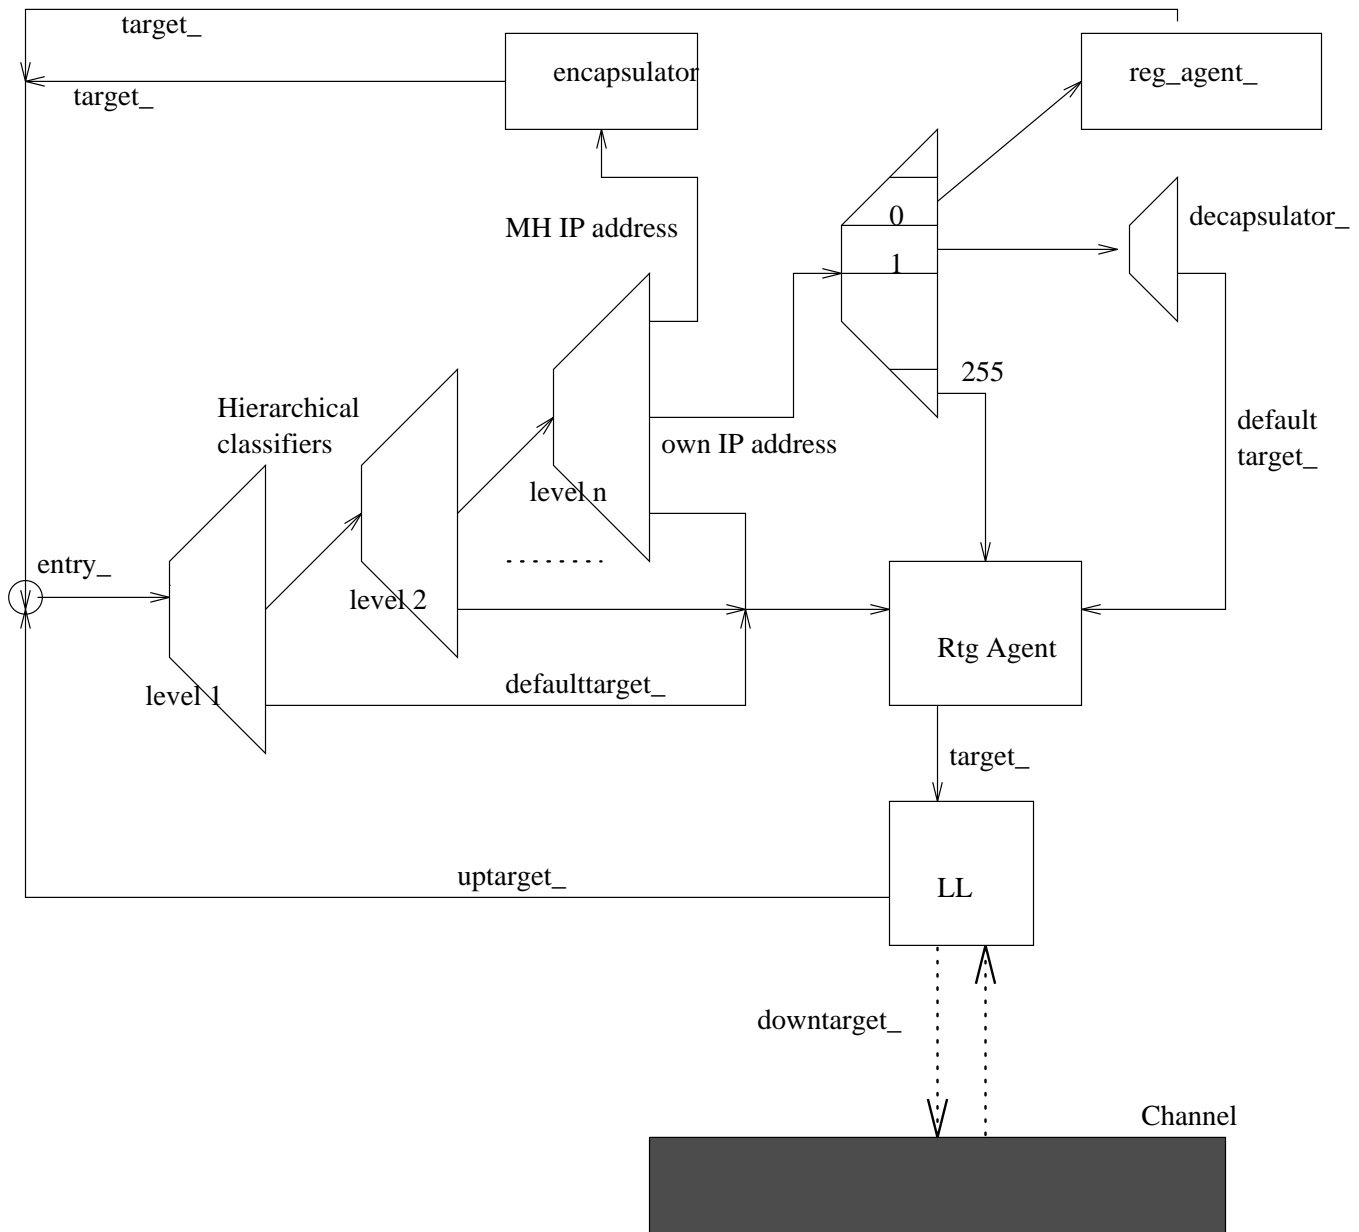 target_
encapsulator
reg_agent_
target_
0
decapsulator_
MH IP address
1
255
Hierarchical
classifiers
default
target_
own IP address
level n
entry_
level 2
Rtg Agent
level 1
defaulttarget_
target_
uptarget_
LL
downtarget_
Channel